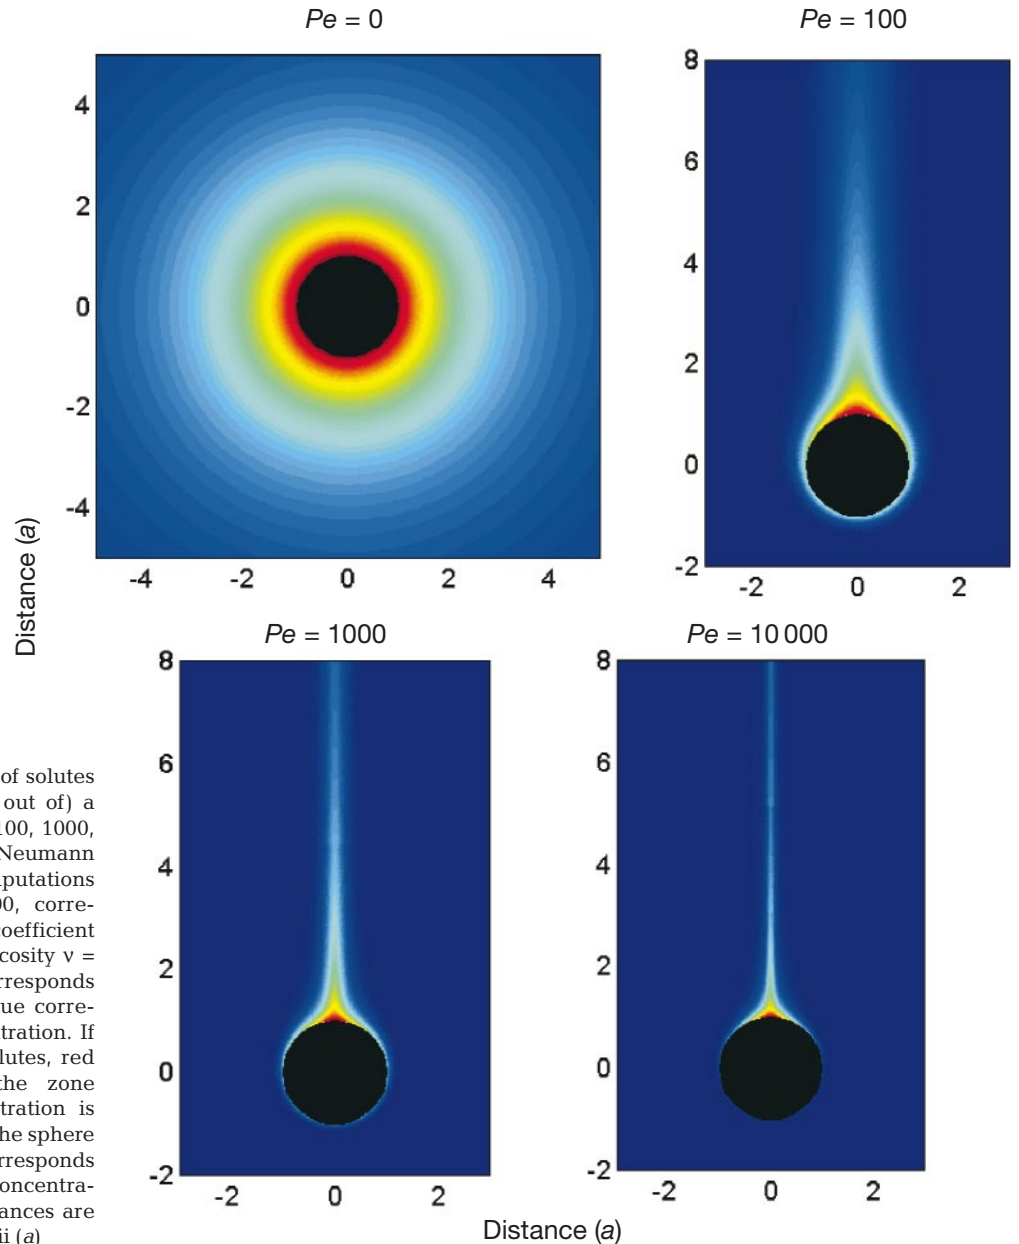 Pe = 0
Pe = 100
4
2
0
-2
-4
-4
-2
0
2
4
8
6
4
2
0
-2
-2
0
2
Distance (a)
Pe = 1000
Pe = 10 000
8
6
4
2
0
-2
-2
0
2
8
6
4
2
0
-2
-2
0
2
Distance (a)
of solutes
out of) a
100, 1000,
Neumann
putations
00, corre-
coefficient
cosity ν =
rresponds
ue corre-
tration. If
lutes, red
the zone
tration is
he sphere
rresponds
oncentra-
ances are
ii (a)